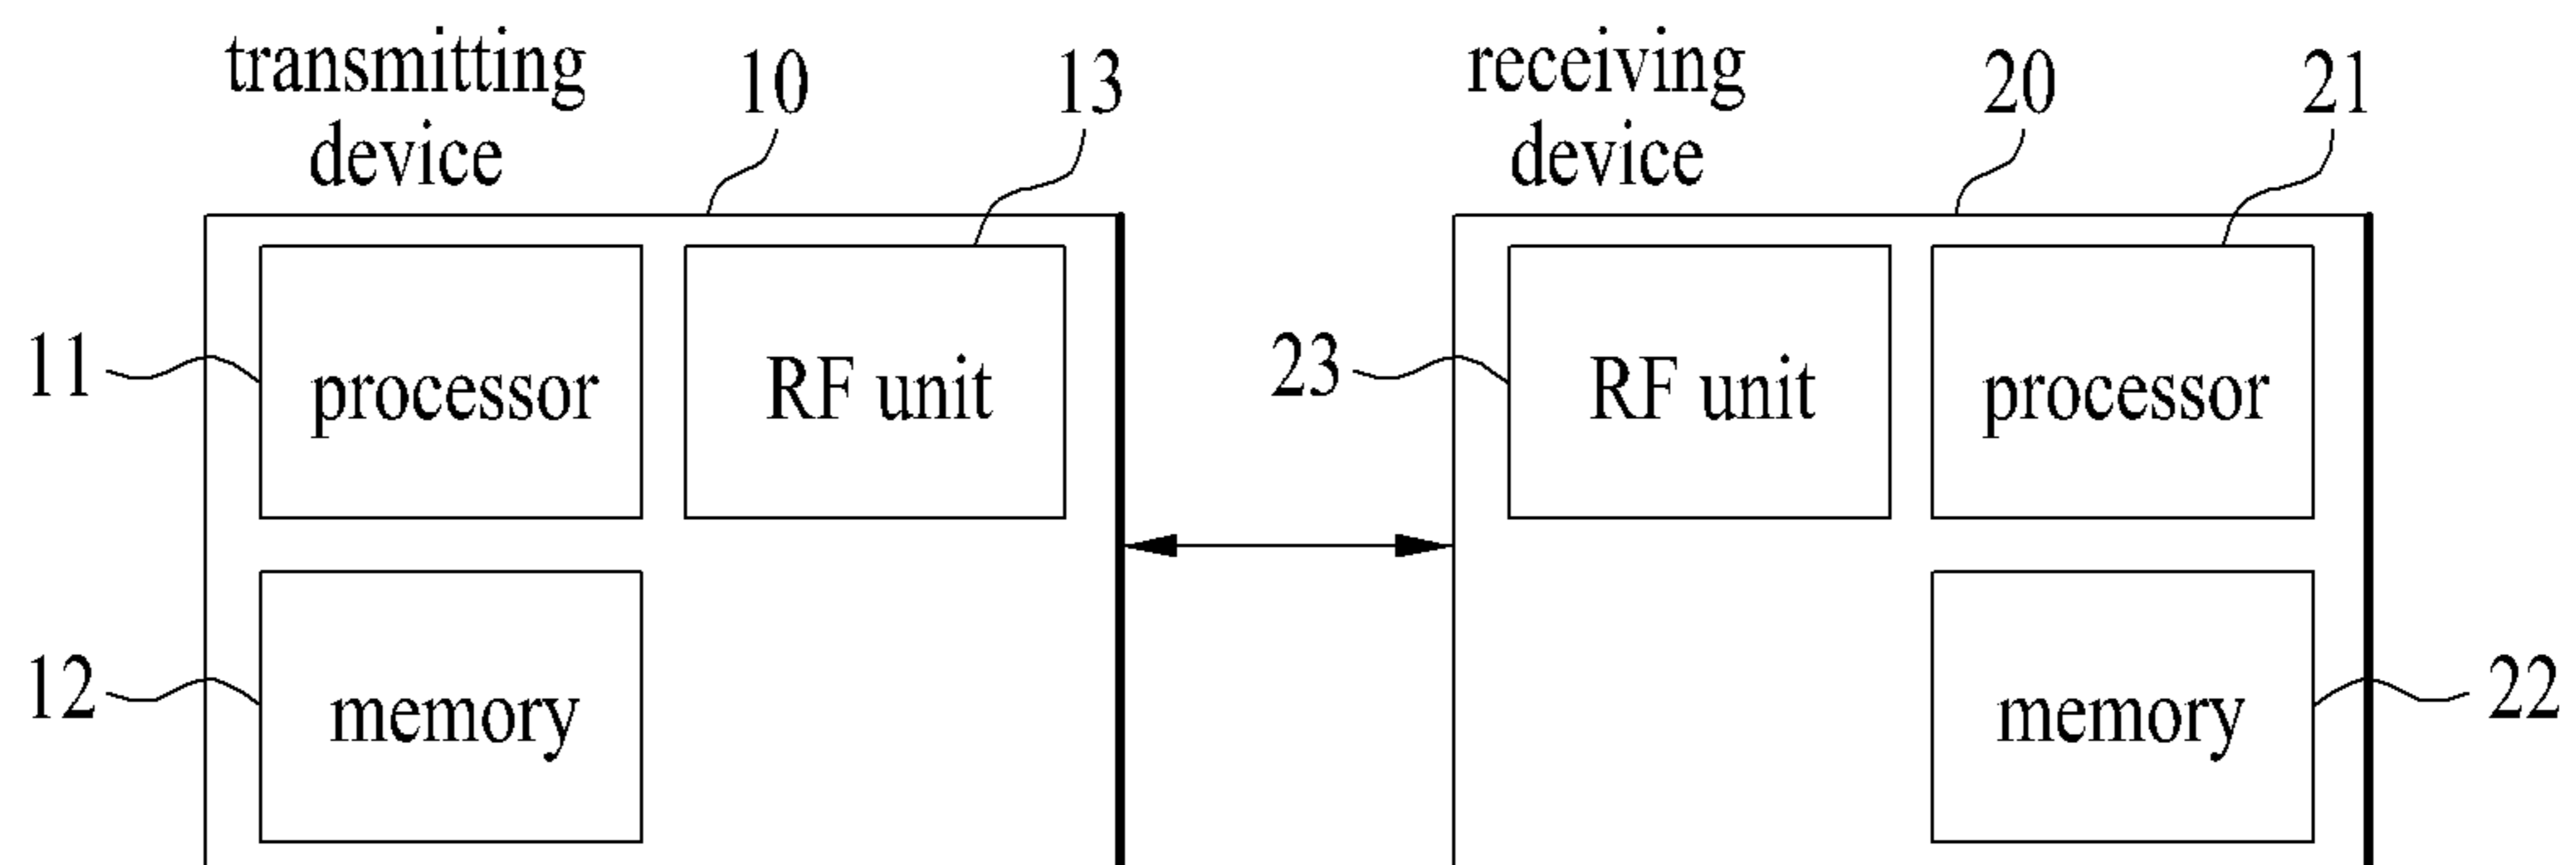 transmitting
device
10
13
receiving
device
20
21
11
processor
RF unit
23
RF unit
processor
12
memory
memory
22